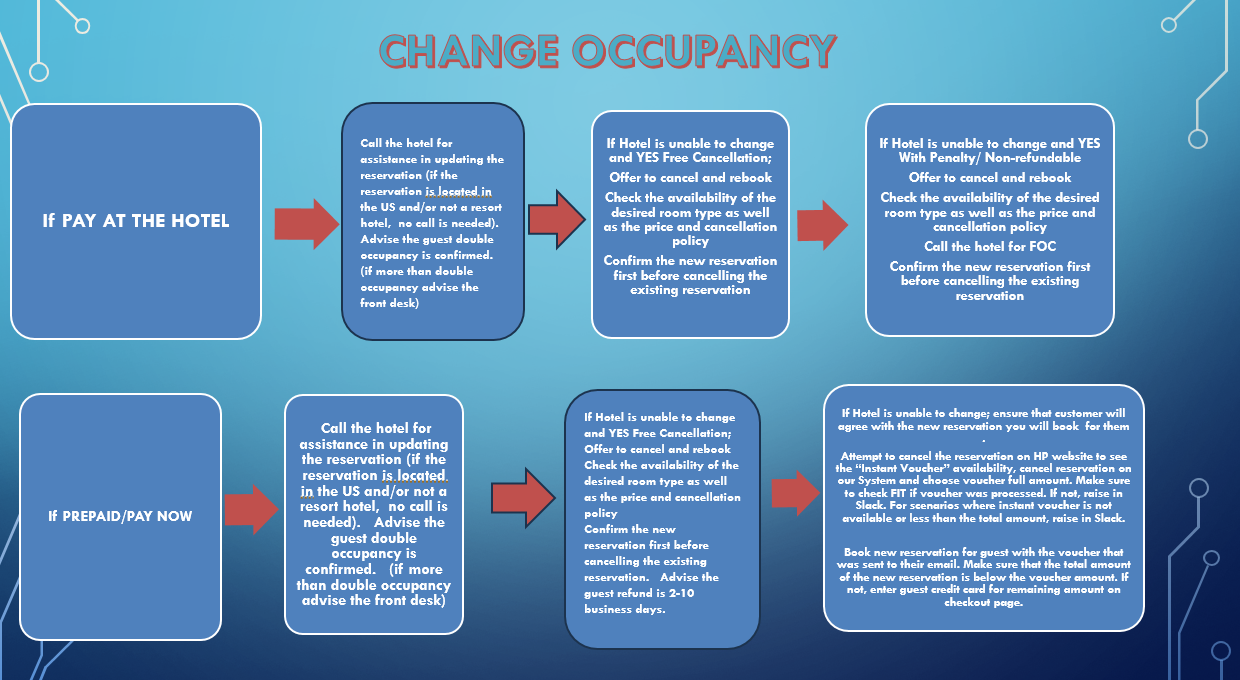 CHANGE OCCUPANCY
If PAY AT THE HOTEL
Call the hotel for
assistance in updating the
reservation (if the
reservation is located in
the US and/or not a resort
hotel,  no call is needed).
Advise the guest double
occupancy is confirmed.
(if more than double
occupancy advise the
front desk)
If Hotel is unable to change
and YES Free Cancellation;
Offer to cancel and rebook
Check the availability of the
desired room type as well
as the price and cancellation
policy
Confirm the new reservation
first before cancelling the
existing reservation
If Hotel is unable to change and YES
With Penalty/ Non-refundable
Offer to cancel and rebook
Check the availability of the desired
room type as well as the price and
cancellation policy
Call the hotel for FOC
Confirm the new reservation first
before cancelling the existing
reservation
If PREPAID/PAY NOW
Call the hotel for
assistance in updating
the reservation (if the
reservation is located
in the US and/or not a
resort hotel,  no call is
needed).   Advise the
guest double
occupancy is
confirmed.   (if more
than double occupancy
advise the front desk)
If Hotel is unable to change
and YES Free Cancellation;
Offer to cancel and rebook
Check the availability of the
desired room type as well
as the price and cancellation
policy
Confirm the new
reservation first before
cancelling the existing
reservation.   Advise the
guest refund is 2-10
business days.
If Hotel is unable to change; ensure that customer will
agree with the new reservation you will book  for them
.
Attempt to cancel the reservation on HP website to see
the “Instant Voucher” availability, cancel reservation on
our System and choose voucher full amount. Make sure
to check FIT if voucher was processed. If not, raise in
Slack. For scenarios where instant voucher is not
available or less than the total amount, raise in Slack.
Book new reservation for guest with the voucher that
was sent to their email. Make sure that the total amount
of the new reservation is below the voucher amount. If
not, enter guest credit card for remaining amount on
checkout page.